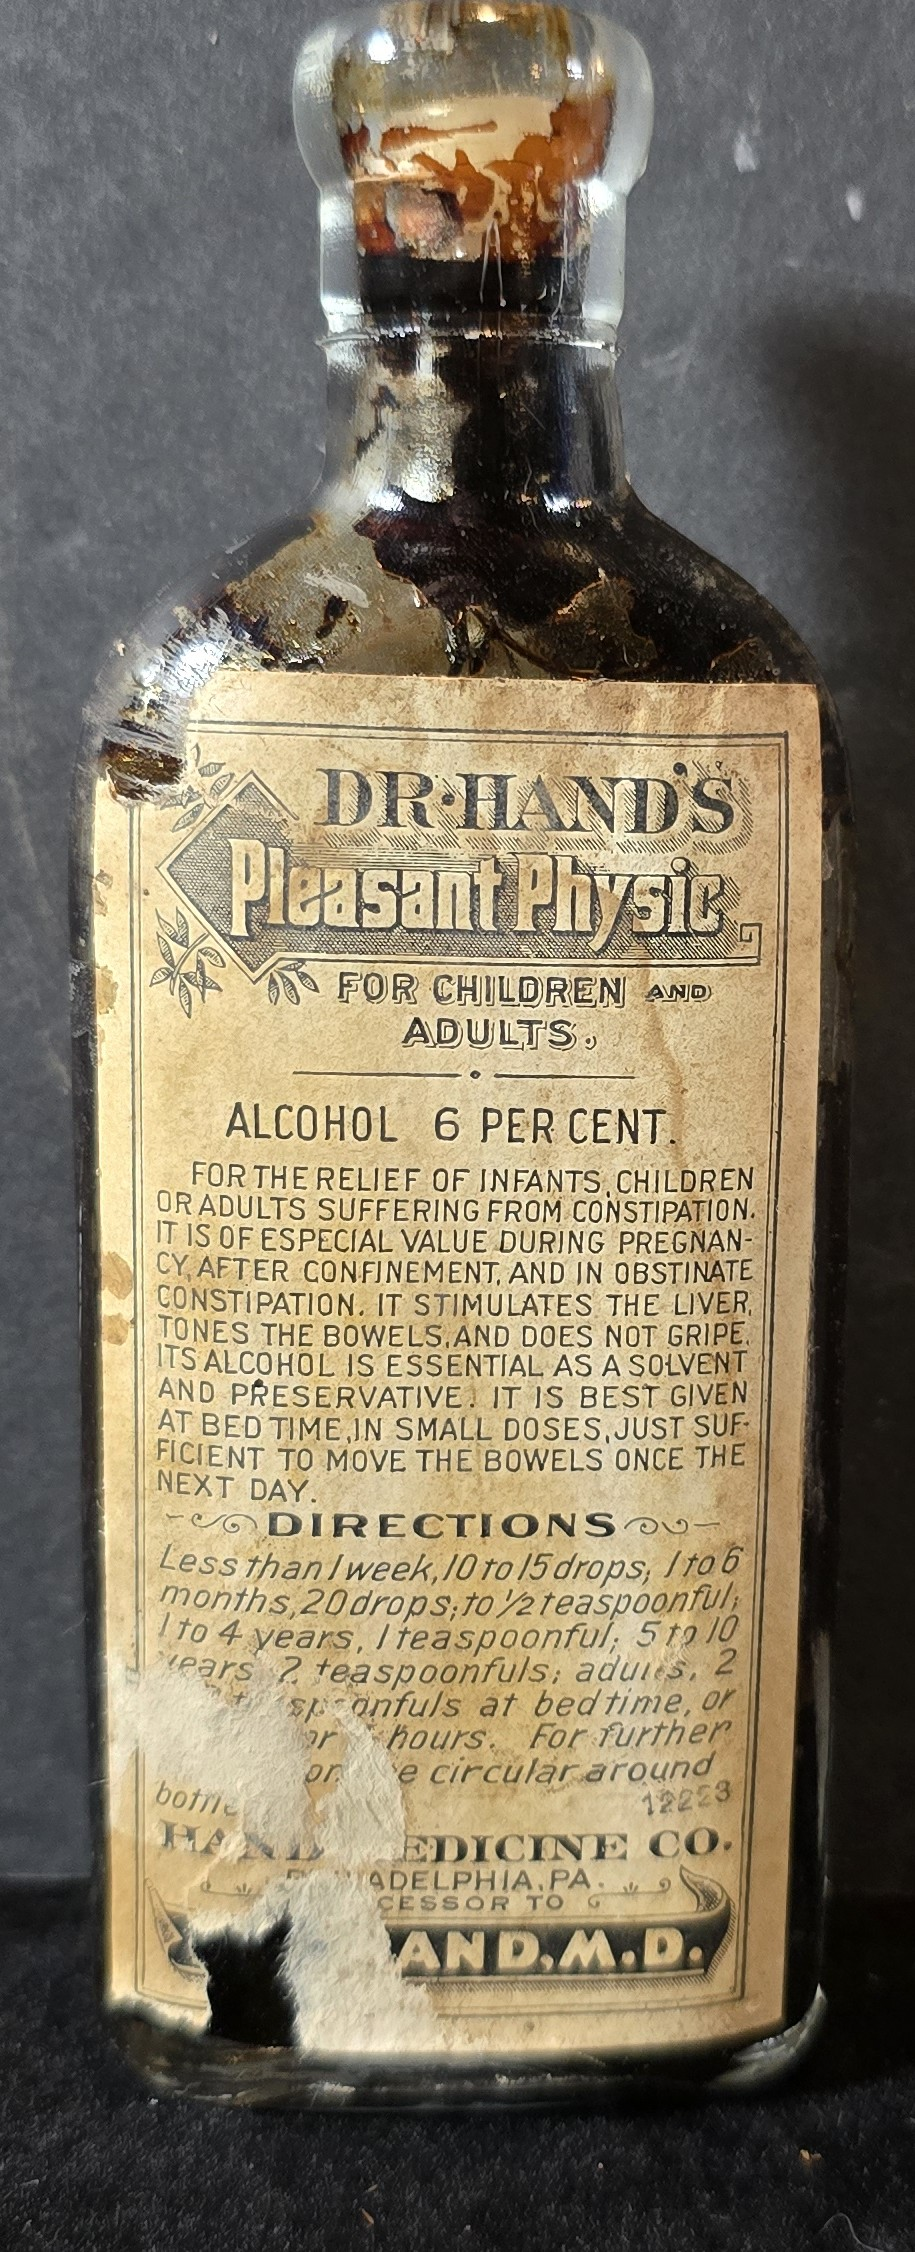 DR. HAND'S
Pleasant Physic
FOR CHILDREN AND
ADULTS.
ALCOHOL 6 PER CENT.
FOR THE RELIEF OF INFANTS, CHILDREN
OR ADULTS SUFFERING FROM CONSTIPATION.
IT IS OF ESPECIAL VALUE DURING PREGNAN-
CY, AFTER CONFINEMENT, AND IN OBSTINATE
CONSTIPATION. IT STIMULATES THE LIVER,
TONES THE BOWELS, AND DOES NOT GRIPE.
ITS ALCOHOL IS ESSENTIAL AS A SOLVENT
AND PRESERVATIVE. IT IS BEST GIVEN
AT BED TIME, IN SMALL DOSES, JUST SUF-
FICIENT TO MOVE THE BOWELS ONCE THE
NEXT DAY.
DIRECTIONS
Less than 1 week, 10 to 15 drops; 1 to 6
months, 20 drops; to ½ teaspoonful;
1 to 4 years, 1 teaspoonful; 5 to 10
years 2 teaspoonfuls; adults, 2
teaspoonfuls at bedtime, or
or hours. For further
circular around
bottle
12223
HAND MEDICINE CO.
PHILADELPHIA, PA.
TO
HAND, M.D.